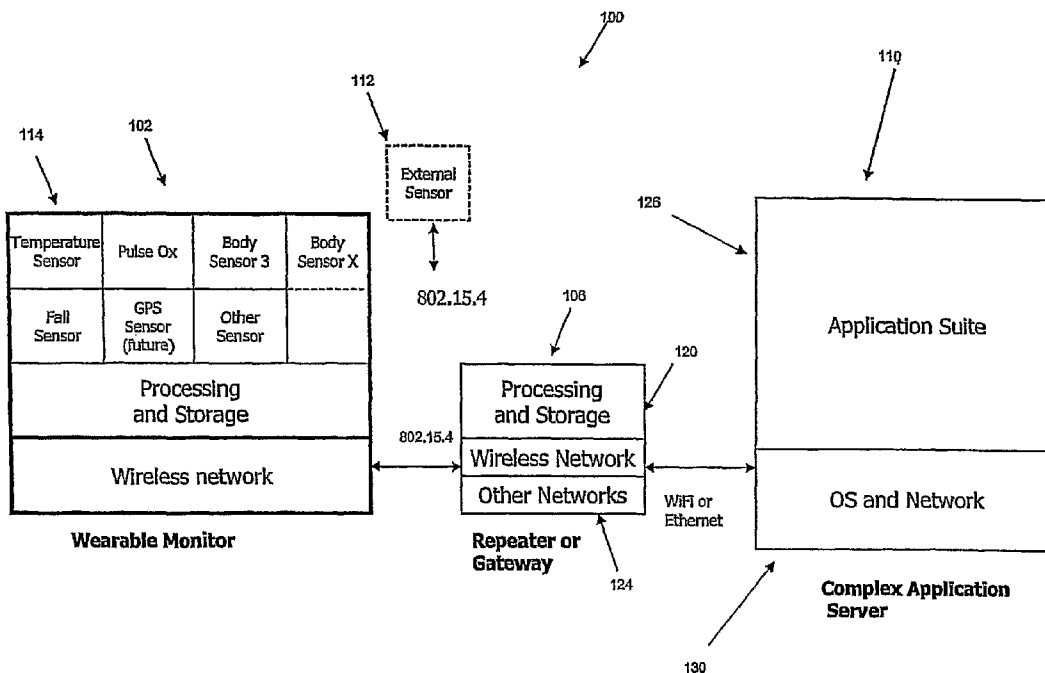 100
110
112
102
114
External
Sensor
126
Temperature
Sensor
Pulse Ox
Body
Sensor 3
Body
Sensor X
802.15.4
Fall
Sensor
GPS
Sensor
(future)
Other
Sensor
106
120
Application Suite
Processing
and Storage
Processing
and Storage
802.15.4
Wireless network
Wireless Network
Other Networks
WiFi or
Ethernet
OS and Network
Wearable Monitor
Repeater or
Gateway
124
Complex Application
Server
130